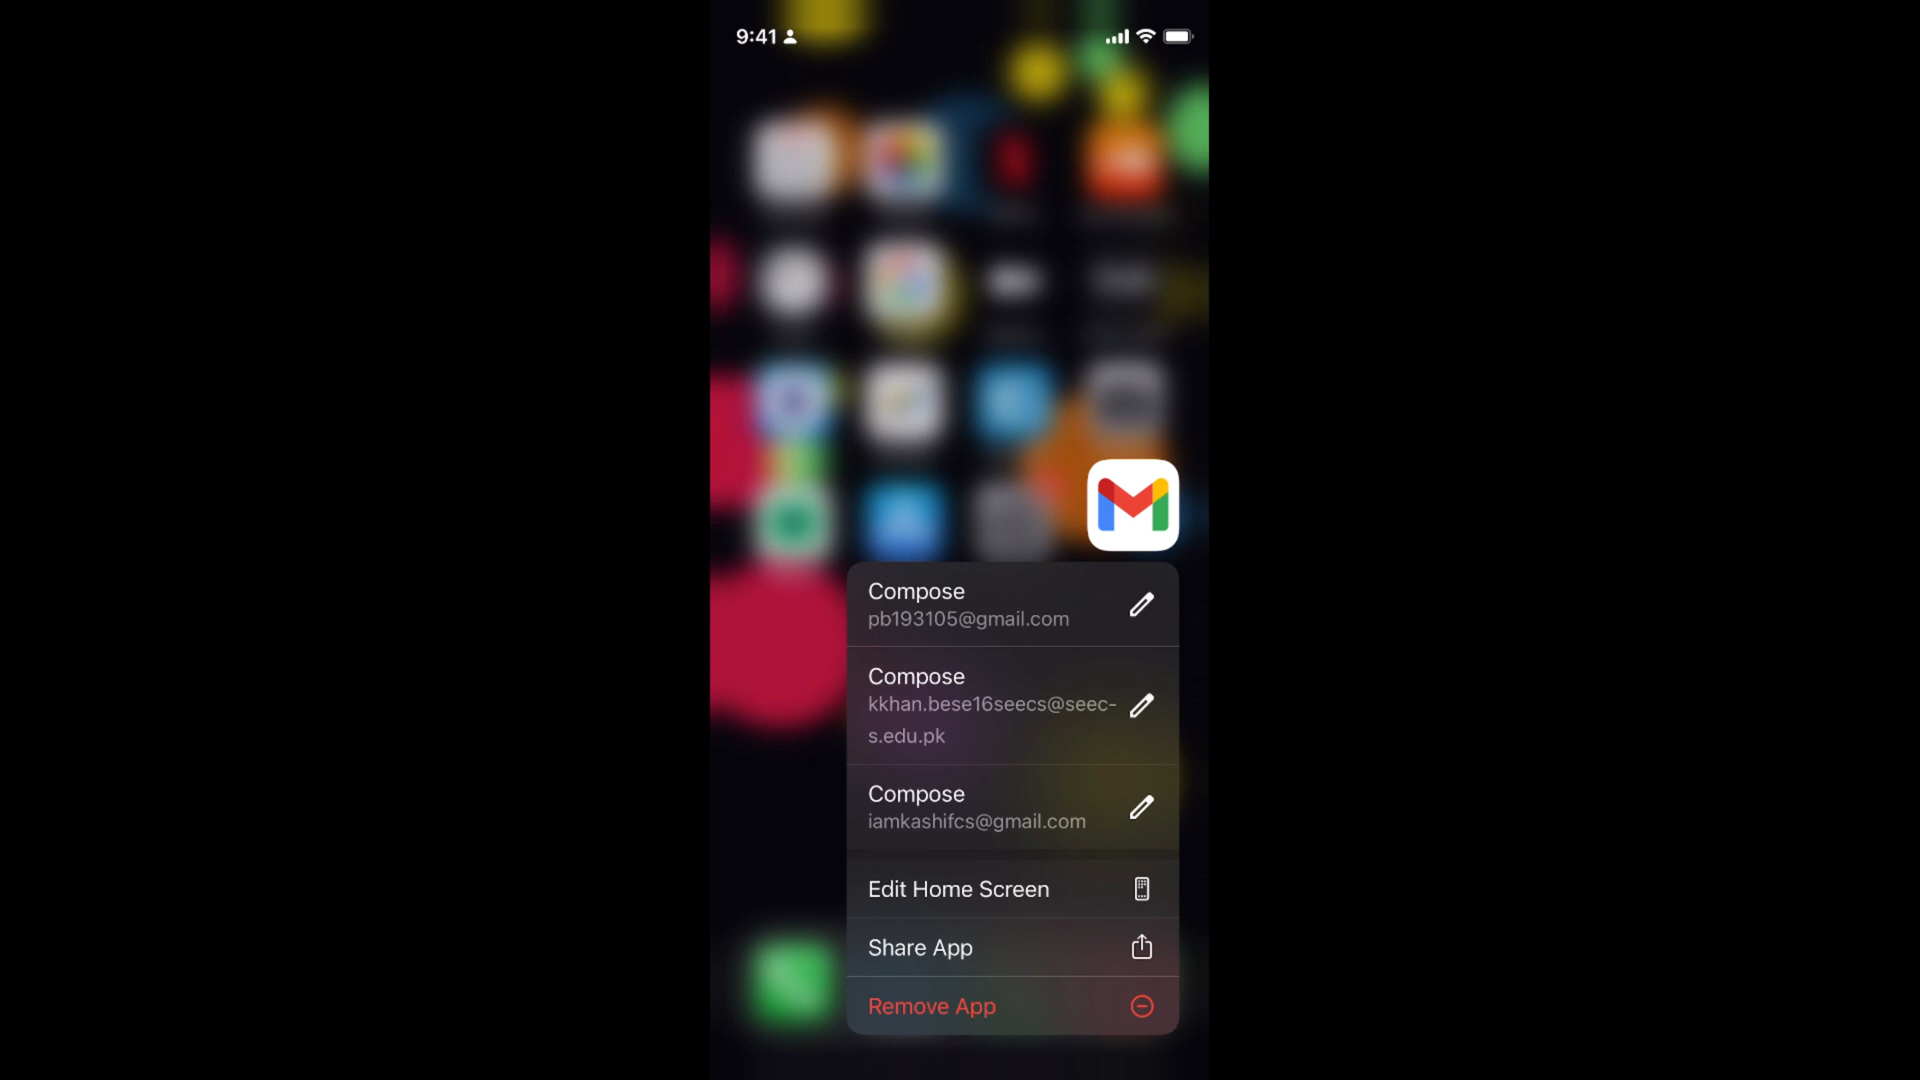 9:41
Compose
pb193105@gmail.com
Compose
kkhan.bese16seecs@seec-
s.edu.pk
Compose
iamkashifcs@gmail.com
Edit Home Screen
Share App
Remove App